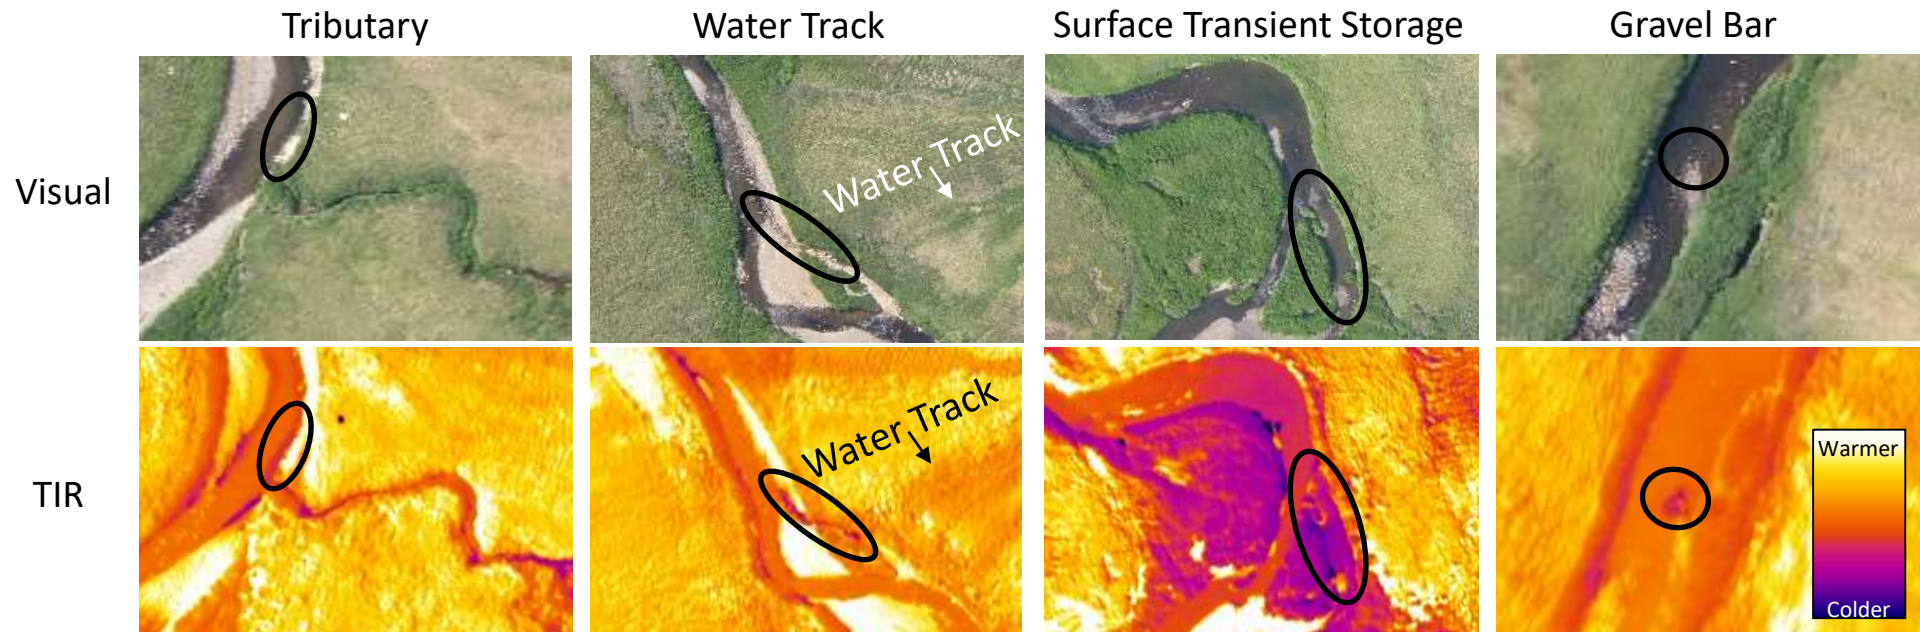 Tributary
Water Track
Surface Transient Storage
Gravel Bar
Visual
Water Track
TIR
Water Track
Warmer
Colder